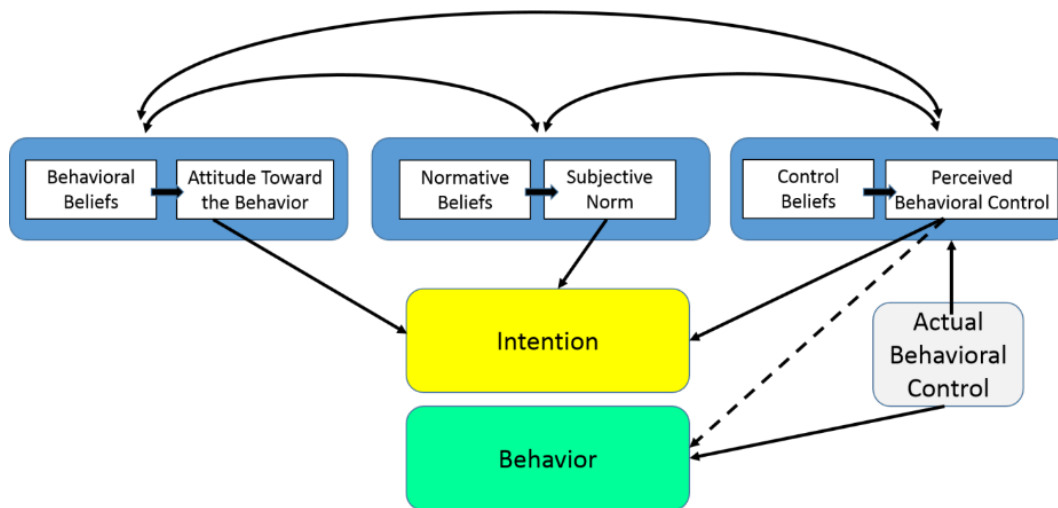 Behavioral
Beliefs
Attitude Toward
the Behavior
Normative
Beliefs
Subjective
Norm
Control
Beliefs
Perceived
Behavioral Control
Intention
Actual
Behavioral
Control
Behavior